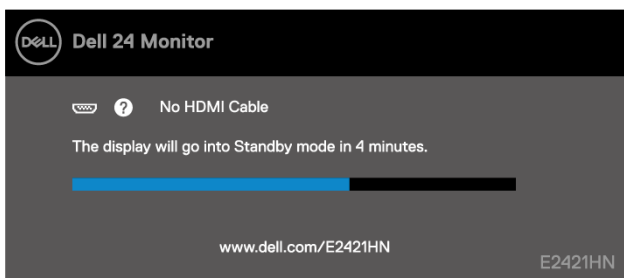 DELL Dell 24 Monitor
? No HDMI Cable
The display will go into Standby mode in 4 minutes.
www.dell.com/E2421HN
E2421HN